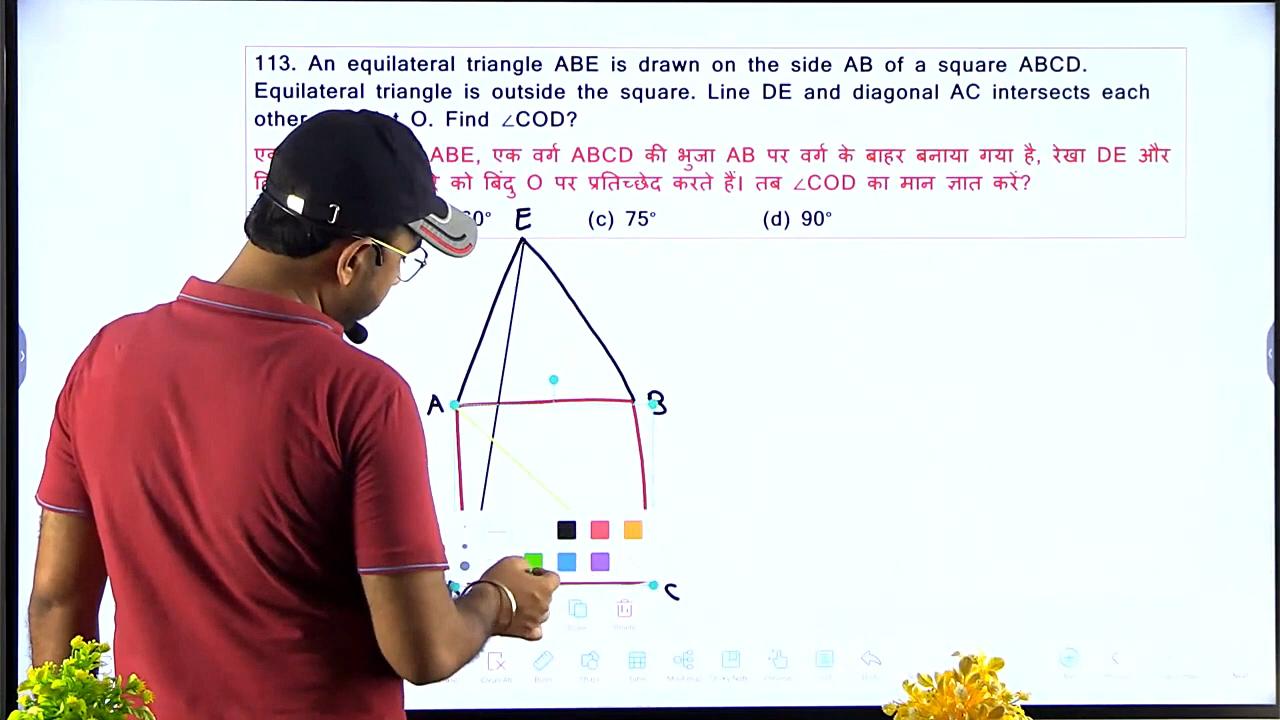 113. An equilateral triangle ABE is drawn on the side AB of a square ABCD.
Equilateral triangle is outside the square. Line DE and diagonal AC intersects each
other O. Find ∠COD?
ABE, एक वर्ग ABCD की भुजा AB पर वर्ग के बाहर बनाया गया है, रेखा DE और
को बिंदु O पर प्रतिच्छेद करते हैं। तब ∠COD का मान ज्ञात करें?
(c) 75° (d) 90°
E
A B
C